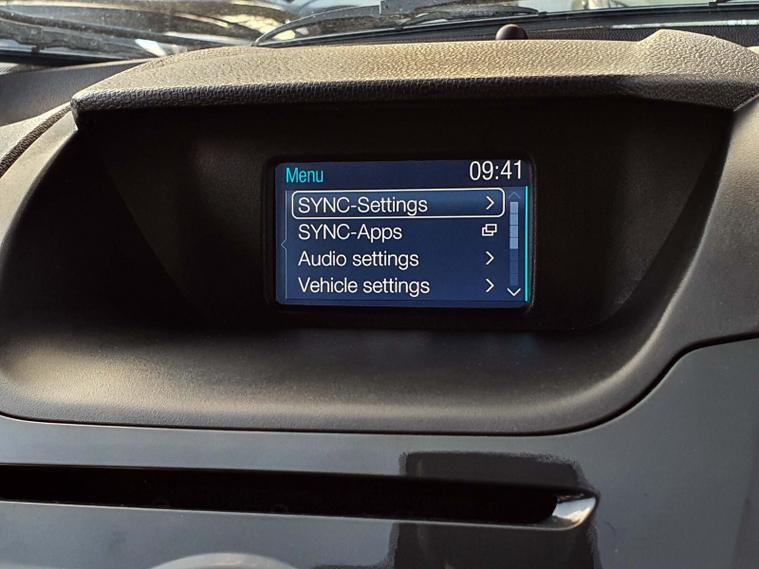 Menu 09:41
SYNC-Settings
SYNC-Apps
Audio settings
Vehicle settings